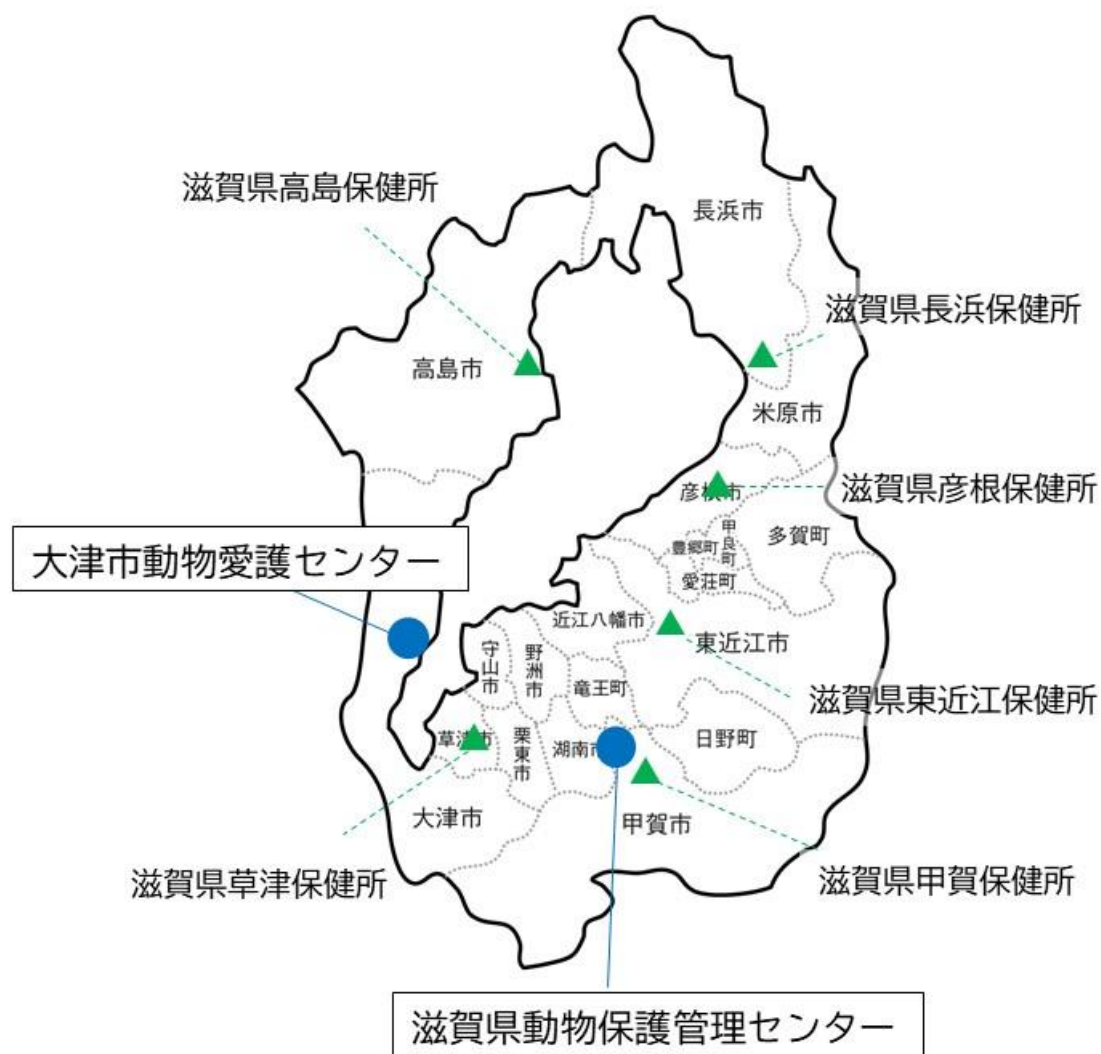 滋賀県高島保健所
長浜市
滋賀県長浜保健所
高島市
米原市
彦根市
滋賀県彦根保健所
多賀町
甲良町
豊郷町
愛荘町
大津市動物愛護センター
近江八幡市
東近江市
守山市
野洲市
竜王町
滋賀県東近江保健所
日野町
草津市
栗東市
湖南市
大津市
甲賀市
滋賀県草津保健所
滋賀県甲賀保健所
滋賀県動物保護管理センター